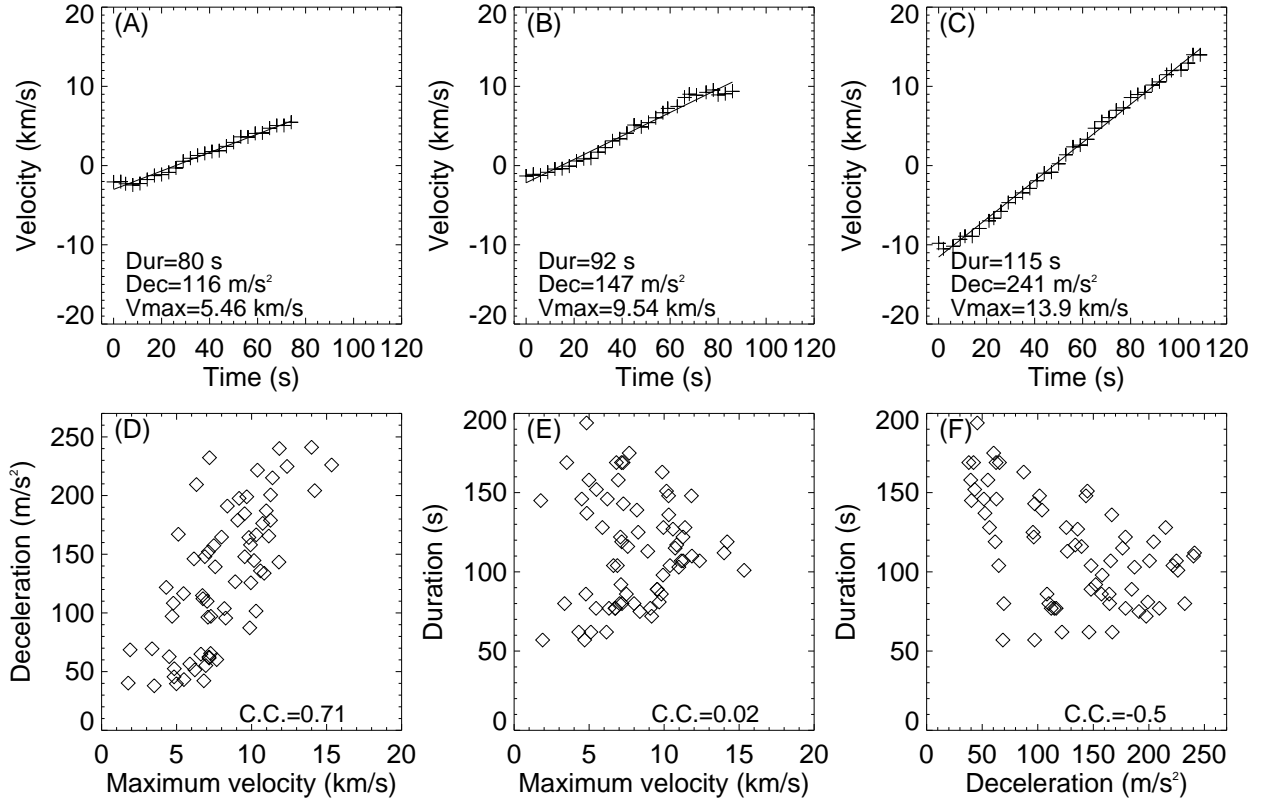 (A)
Velocity (km/s)
20
10
0
-10
-20
Dur=80 s
Dec=116 m/s²
Vmax=5.46 km/s
0 20 40 60 80 100 120
Time (s)
(B)
Velocity (km/s)
20
10
0
-10
-20
Dur=92 s
Dec=147 m/s²
Vmax=9.54 km/s
0 20 40 60 80 100 120
Time (s)
(C)
Velocity (km/s)
20
10
0
-10
-20
Dur=115 s
Dec=241 m/s²
Vmax=13.9 km/s
0 20 40 60 80 100 120
Time (s)
(D)
Deceleration (m/s²)
250
200
150
100
50
0
C.C.=0.71
0 5 10 15 20
Maximum velocity (km/s)
(E)
Duration (s)
200
150
100
50
0
C.C.=0.02
0 5 10 15 20
Maximum velocity (km/s)
(F)
Duration (s)
200
150
100
50
0
C.C.=-0.5
0 50 100 150 200 250
Deceleration (m/s²)